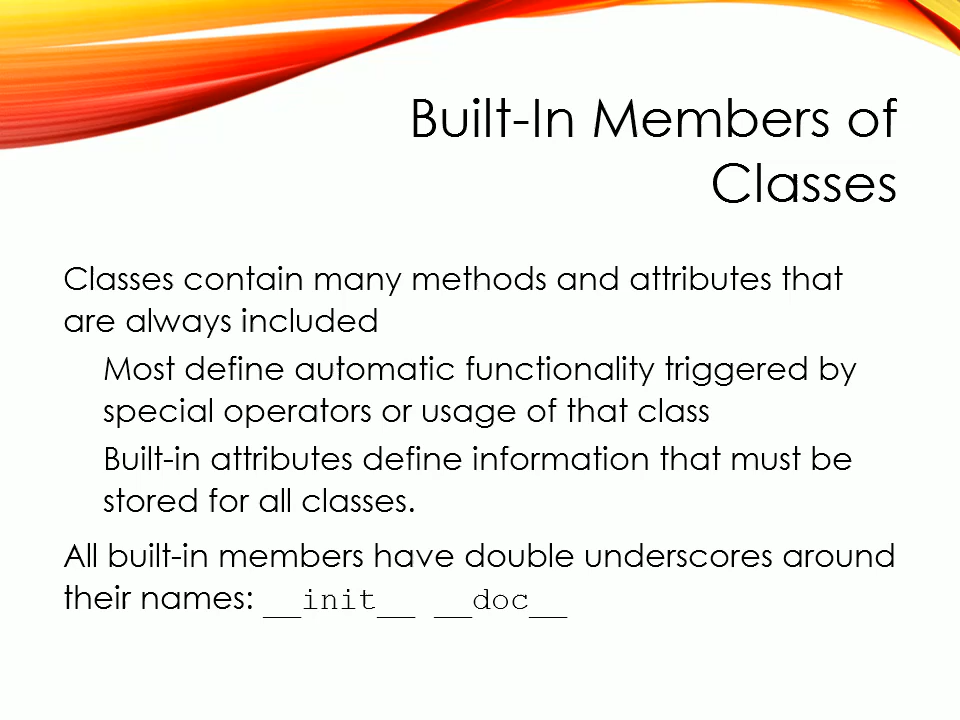 Built-In Members of
Classes
Classes contain many methods and attributes that
are always included
Most define automatic functionality triggered by
special operators or usage of that class
Built-in attributes define information that must be
stored for all classes.
All built-in members have double underscores around
their names: __init__ __doc__